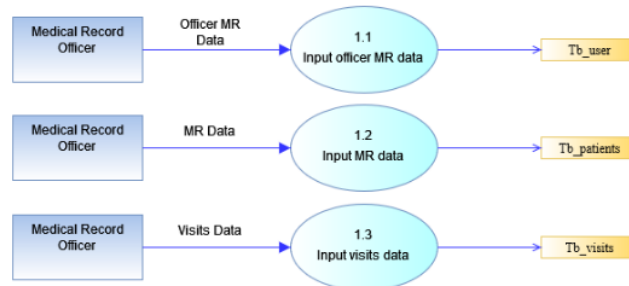 Medical Record
Officer
Officer MR
Data
1.1
Input officer MR data
Tb_user
Medical Record
Officer
MR Data
1.2
Input MR data
Tb_patients
Medical Record
Officer
Visits Data
1.3
Input visits data
Tb_visits